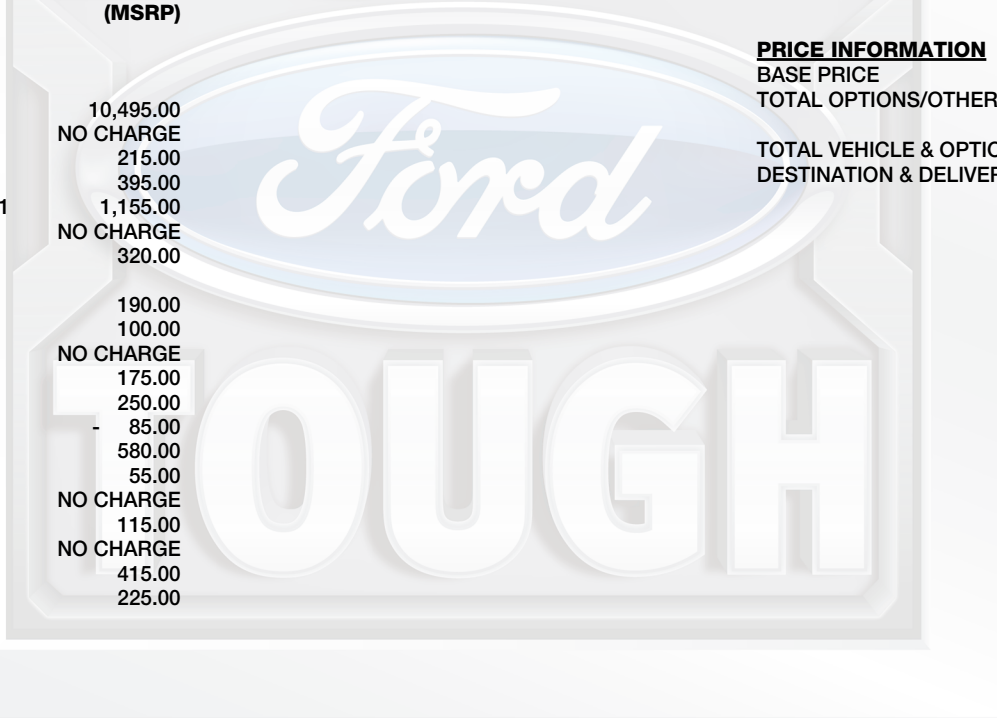 (MSRP)
10,495.00
NO CHARGE
215.00
395.00
1 1,155.00
NO CHARGE
320.00
190.00
100.00
NO CHARGE
175.00
250.00
- 85.00
580.00
55.00
NO CHARGE
115.00
NO CHARGE
415.00
225.00
PRICE INFORMATION
BASE PRICE
TOTAL OPTIONS/OTHER
TOTAL VEHICLE & OPTIO
DESTINATION & DELIVER
Ford
TOUGH